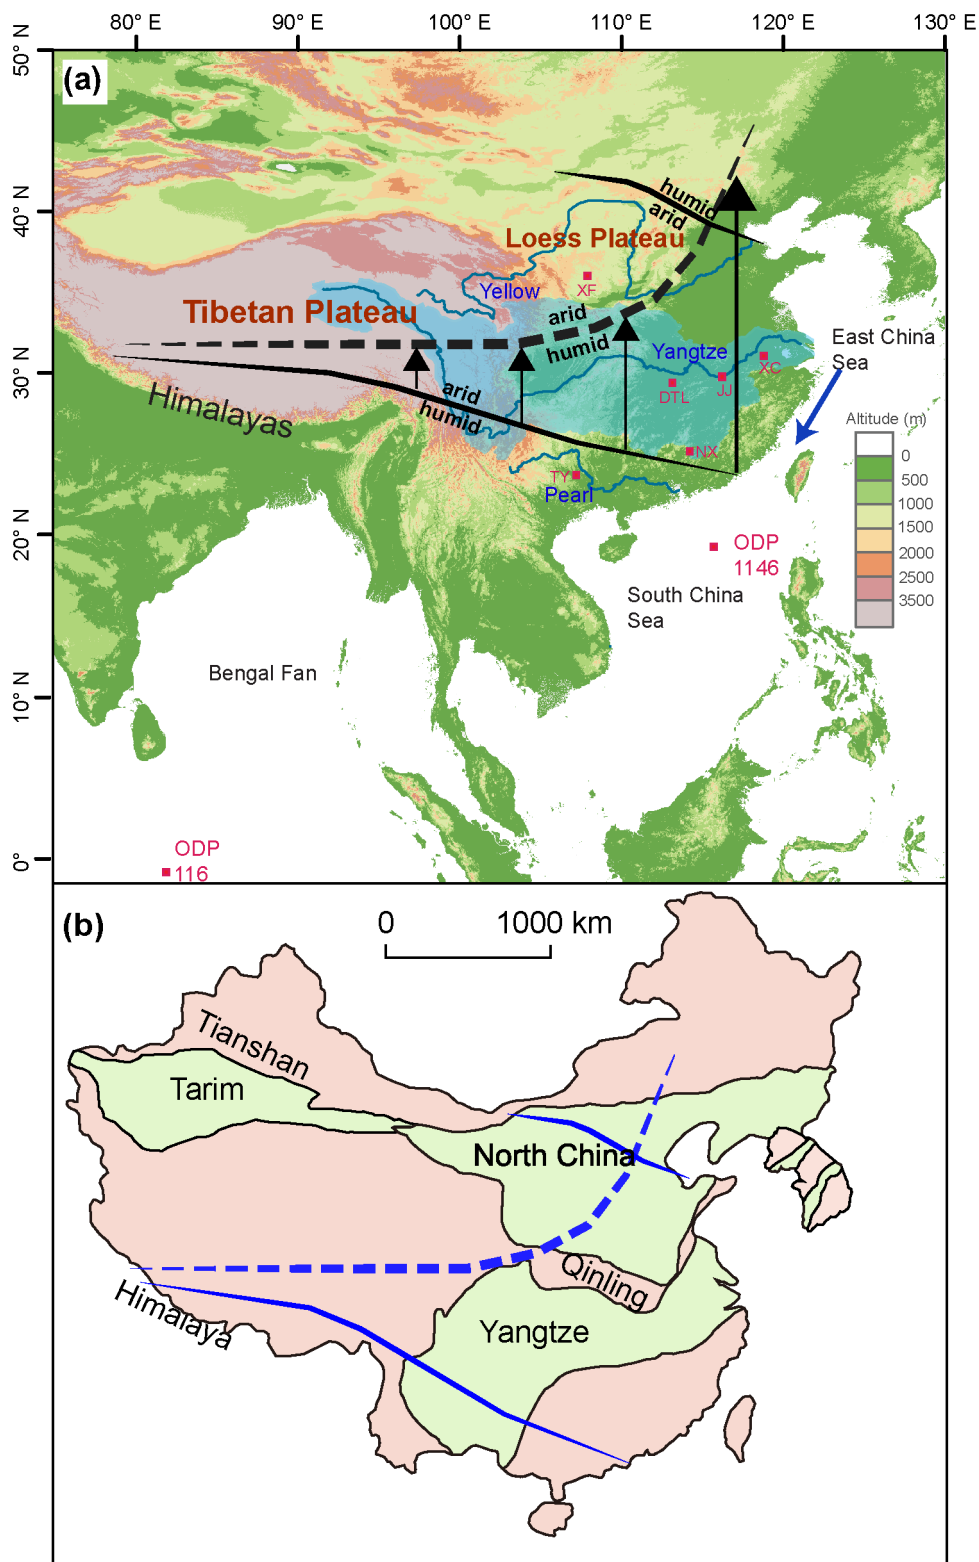 80° E
90° E
100° E
110° E
120° E
130° E
50° N
(a)
40° N
humid
arid
Loess Plateau
XF
Yellow
Tibetan Plateau
arid
humid
East China
Sea
Yangtze
XC
30° N
DTL
JJ
arid
humid
Himalayas
Altitude (m)
0
500
1000
1500
2000
2500
3500
NX
TY
Pearl
20° N
ODP
1146
South China
Sea
Bengal Fan
10° N
ODP
116
0°
(b)
0
1000 km
Tianshan
Tarim
North China
Qinling
Himalaya
Yangtze